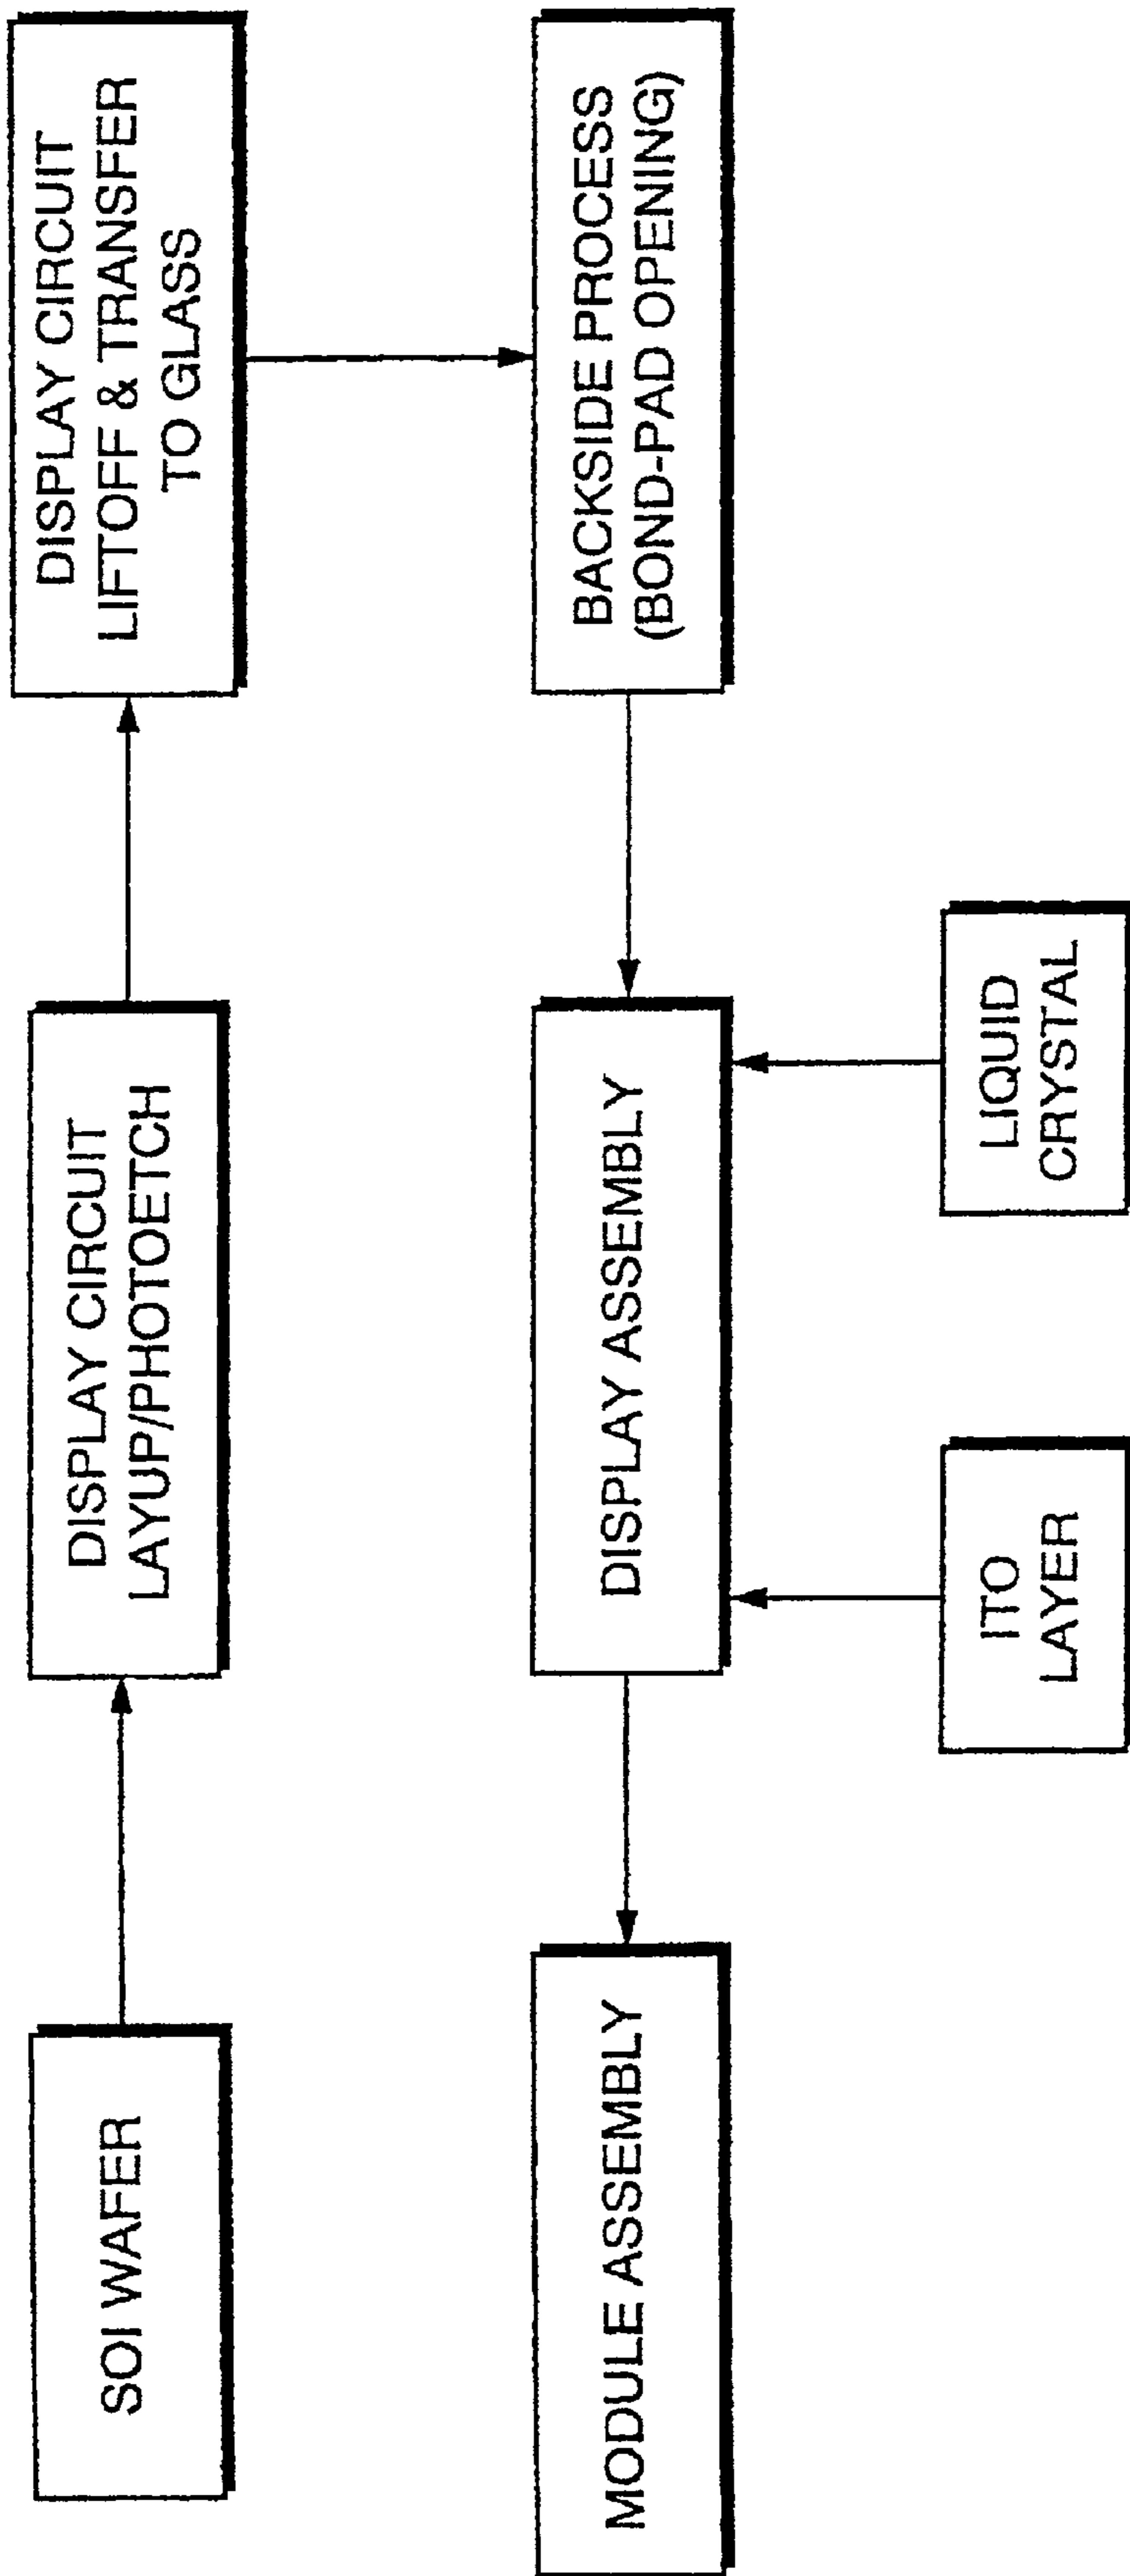 SOI WAFER
DISPLAY CIRCUIT
LAYUP/PHOTOETCH
DISPLAY CIRCUIT
LIFTOFF & TRANSFER
TO GLASS
BACKSIDE PROCESS
(BOND-PAD OPENING)
DISPLAY ASSEMBLY
MODULE ASSEMBLY
ITO
LAYER
LIQUID
CRYSTAL